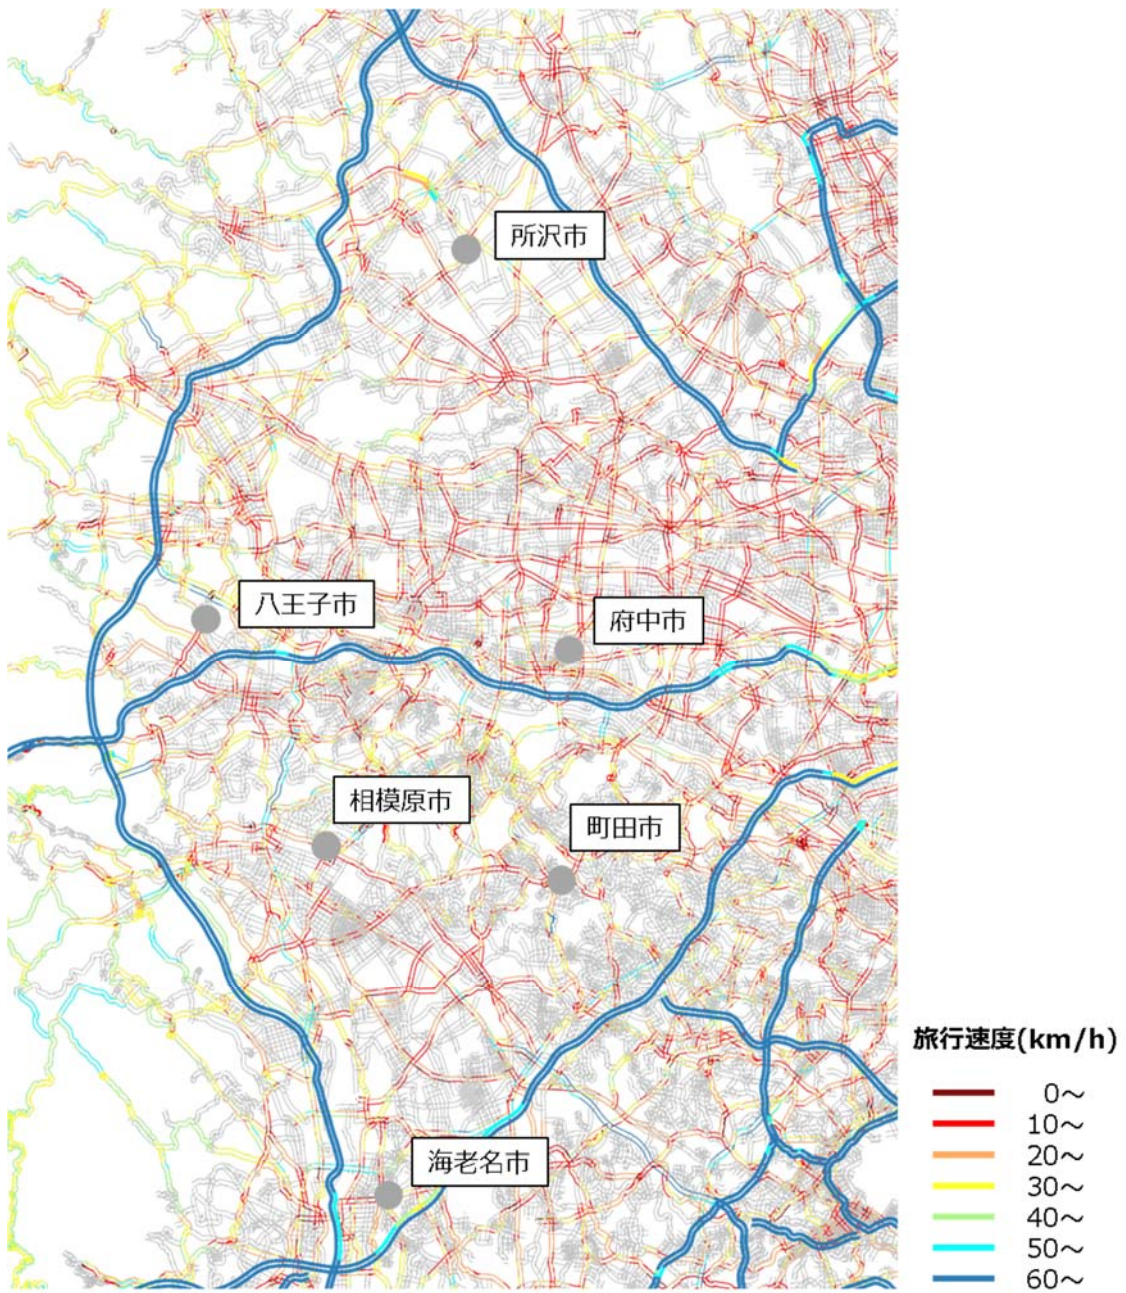 所沢市
八王子市
府中市
相模原市
町田市
海老名市
旅行速度(km/h)
0～
10～
20～
30～
40～
50～
60～